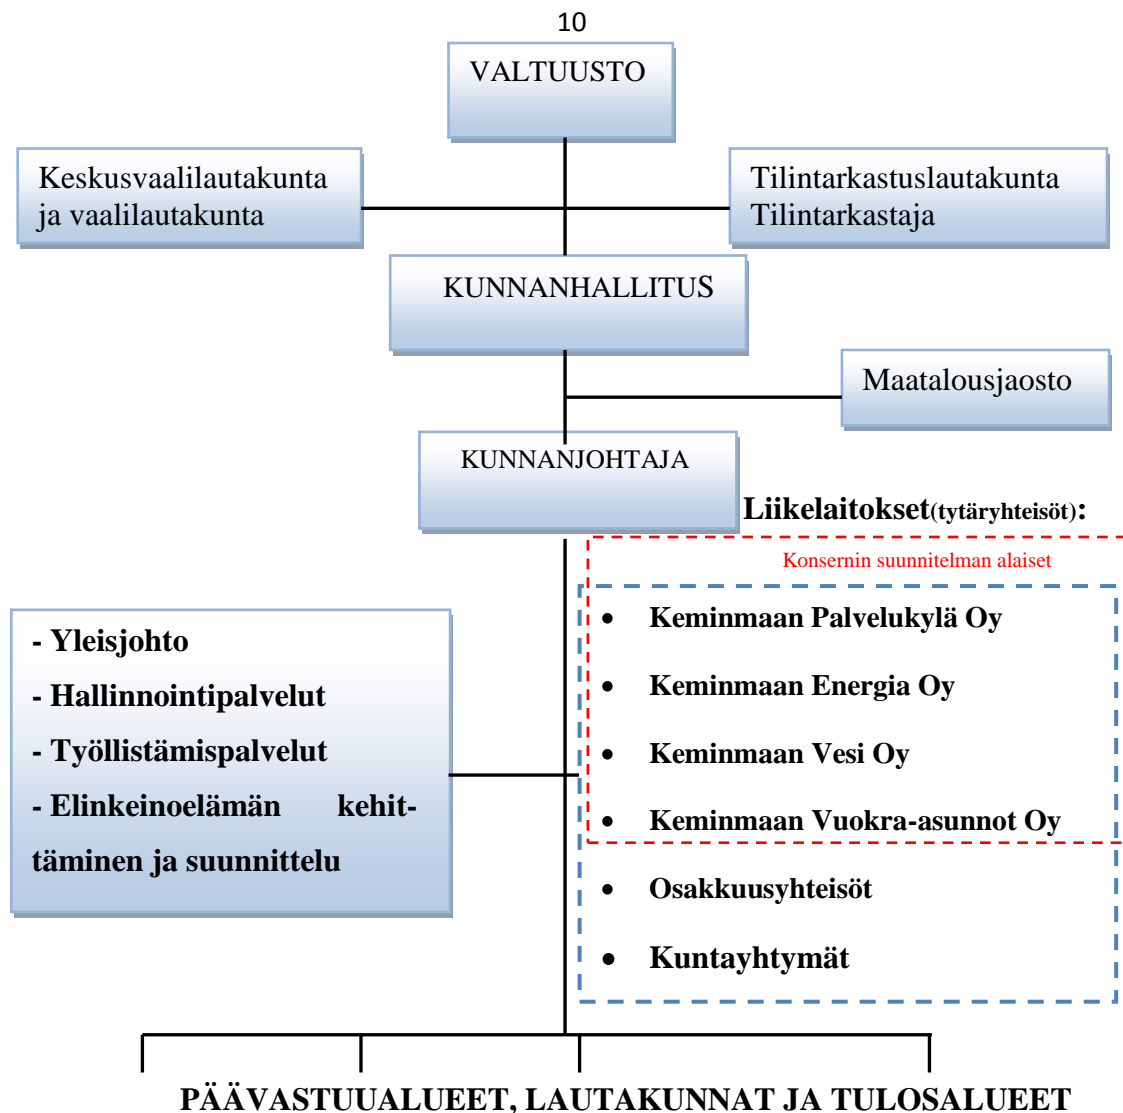 10
VALTUUSTO
Keskusvaalilautakunta
ja vaalilautakunta
Tilintarkastuslautakunta
Tilintarkastaja
KUNNANHALLITUS
Maatalousjaosto
KUNNANJOHTAJA
Liikelaitokset(tytäryhteisöt):
Konsernin suunnitelman alaiset
- Yleisjohto
- Hallinnointipalvelut
- Työllistämispalvelut
- Elinkeinoelämän kehit-
täminen ja suunnittelu
• Keminmaan Palvelukylä Oy
• Keminmaan Energia Oy
• Keminmaan Vesi Oy
• Keminmaan Vuokra-asunnot Oy
• Osakkuusyhteisöt
• Kuntayhtymät
PÄÄVASTUUALUEET, LAUTAKUNNAT JA TULOSALUEET